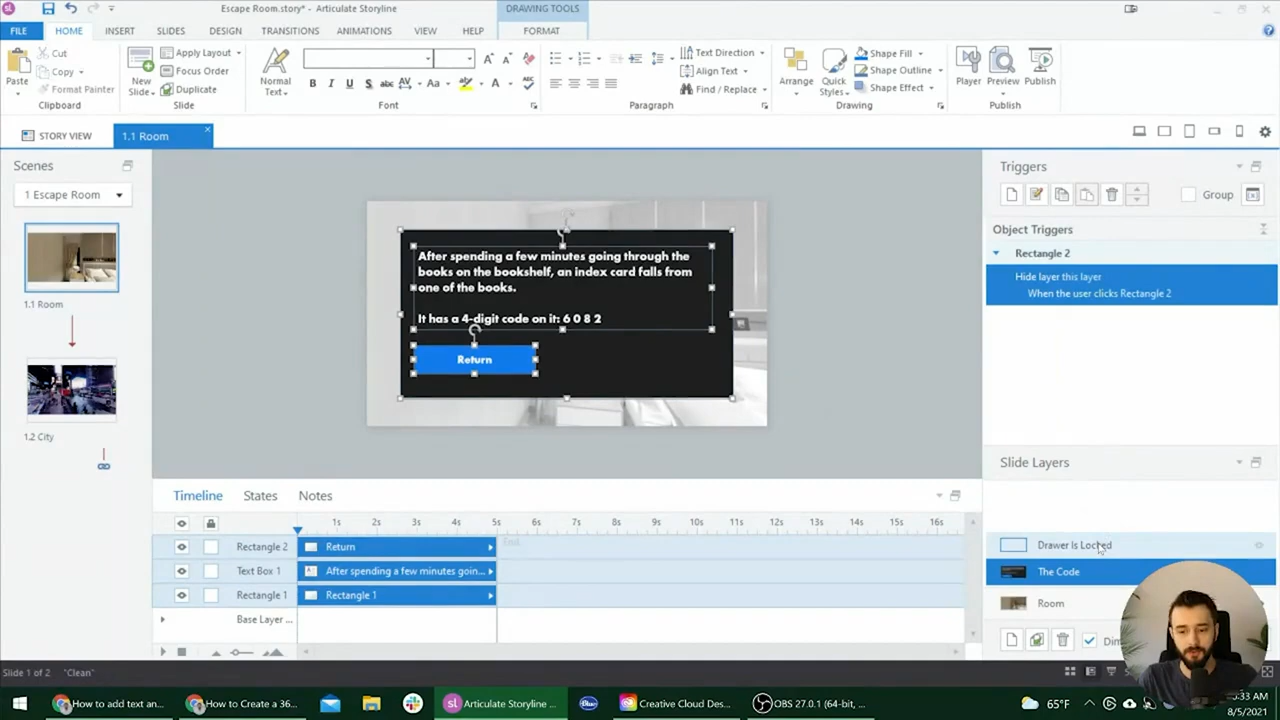 Escape Room.story* - Articulate Storyline
DRAWING TOOLS
FILE
HOME
INSERT
SLIDES
DESIGN
TRANSITIONS
ANIMATIONS
VIEW
HELP
FORMAT
Paste
Cut
Copy
Format Painter
Clipboard
New
Slide
Apply Layout
Focus Order
Duplicate
Slide
Normal
Text
Font
Text Direction
Align Text
Find / Replace
Paragraph
Arrange
Quick
Styles
Shape Fill
Shape Outline
Shape Effect
Drawing
Player
Preview
Publish
Publish
STORY VIEW
1.1 Room
Scenes
1 Escape Room
1.1 Room
1.2 City
After spending a few minutes going through the
books on the bookshelf, an index card falls from
one of the books.
It has a 4-digit code on it: 6 0 8 2
Return
Triggers
Group
Object Triggers
Rectangle 2
Hide layer this layer
When the user clicks Rectangle 2
Slide Layers
Drawer Is Locked
The Code
Room
Timeline
States
Notes
1s 2s 3s 4s 5s 6s 7s 8s 9s 10s 11s 12s 13s 14s 15s 16s
Rectangle 2
Return
End
Text Box 1
After spending a few minutes goin...
Rectangle 1
Rectangle 1
Base Layer ...
Slide 1 of 2
"Clean"
How to add text an...
How to Create a 36...
Articulate Storyline ...
Creative Cloud Des...
OBS 27.0.1 (64-bit, ...
65°F
8/5/2021